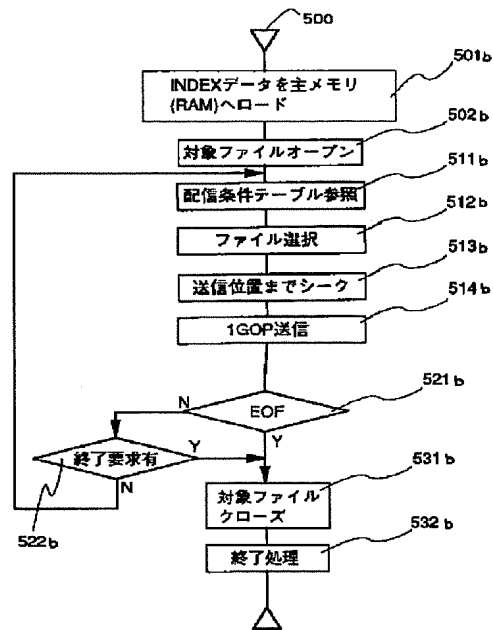 500
INDEXデータを主メモリ
(RAM)へロード
501b
対象ファイルオープン
502b
配信条件テーブル参照
511b
ファイル選択
512b
送信位置までシーク
513b
1GOP送信
514b
EOF
521b
N
Y
終了要求有
Y
N
522b
対象ファイル
クローズ
531b
終了処理
532b